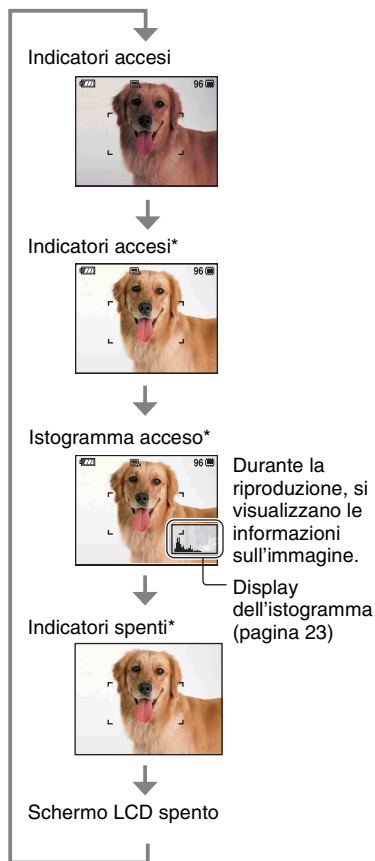 Indicatori accesi
96
Indicatori accesi*
96
Istogramma acceso*
96
Durante la
riproduzione, si
visualizzano le
informazioni
sull'immagine.
Display
dell'istogramma
(pagina 23)
Indicatori spenti*
Schermo LCD spento